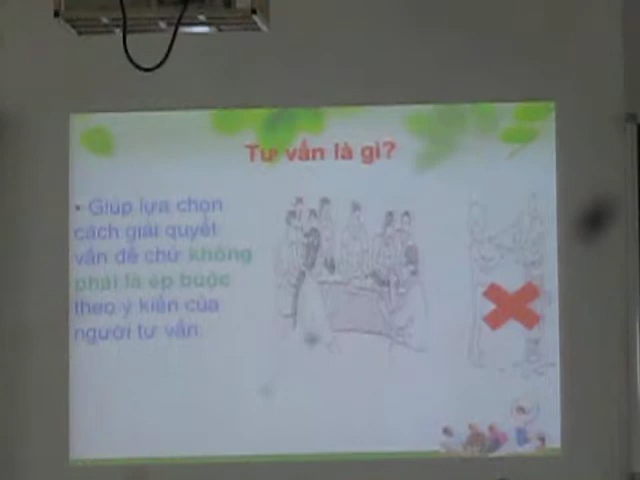 Tư vấn là gì?
• Giúp lựa chọn
cách giải quyết
vấn đề chứ không
phải là ép buộc
theo ý kiến của
người tư vấn.